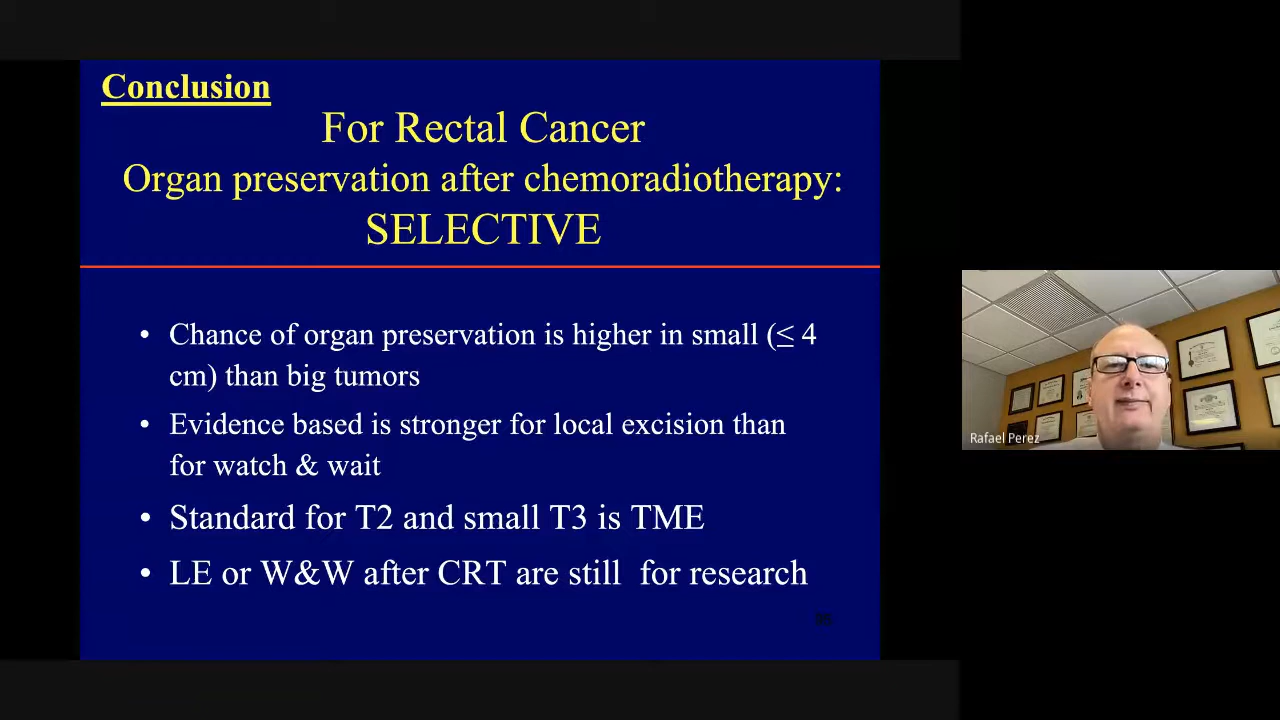 Conclusion
For Rectal Cancer
Organ preservation after chemoradiotherapy:
SELECTIVE
• Chance of organ preservation is higher in small (≤ 4
cm) than big tumors
• Evidence based is stronger for local excision than
for watch & wait
• Standard for T2 and small T3 is TME
• LE or W&W after CRT are still for research
Rafael Perez